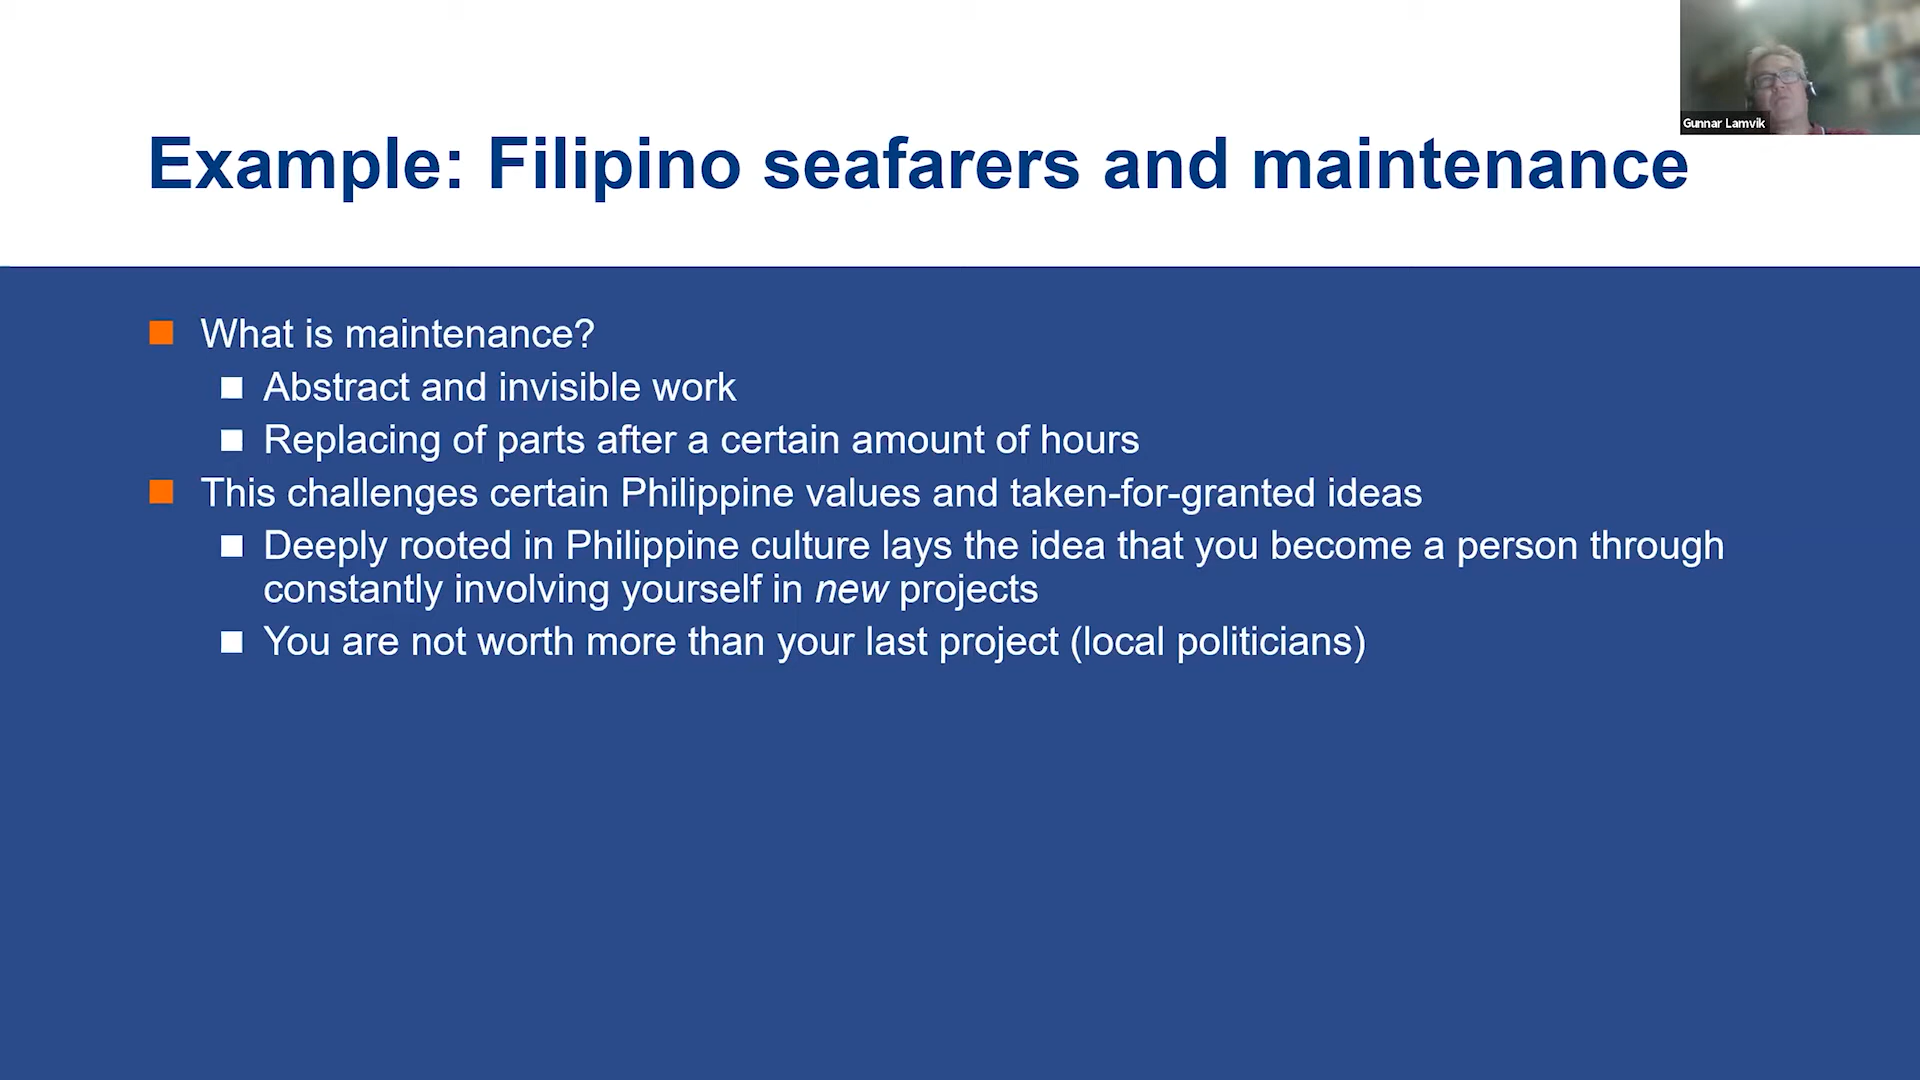 Gunnar Lamvik
Example: Filipino seafarers and maintenance
What is maintenance?
Abstract and invisible work
Replacing of parts after a certain amount of hours
This challenges certain Philippine values and taken-for-granted ideas
Deeply rooted in Philippine culture lays the idea that you become a person through
constantly involving yourself in new projects
You are not worth more than your last project (local politicians)